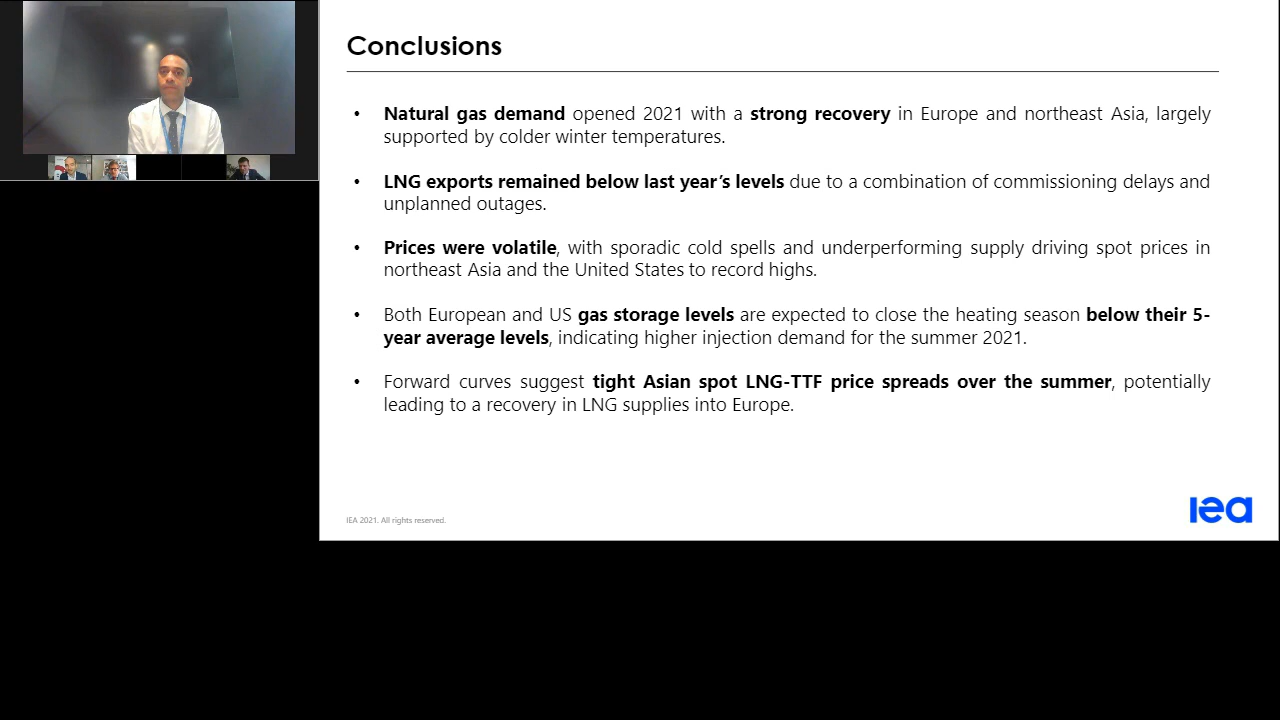 Conclusions
• Natural gas demand opened 2021 with a strong recovery in Europe and northeast Asia, largely
supported by colder winter temperatures.
• LNG exports remained below last year’s levels due to a combination of commissioning delays and
unplanned outages.
• Prices were volatile, with sporadic cold spells and underperforming supply driving spot prices in
northeast Asia and the United States to record highs.
• Both European and US gas storage levels are expected to close the heating season below their 5-
year average levels, indicating higher injection demand for the summer 2021.
• Forward curves suggest tight Asian spot LNG-TTF price spreads over the summer, potentially
leading to a recovery in LNG supplies into Europe.
IEA 2021. All rights reserved.
iea